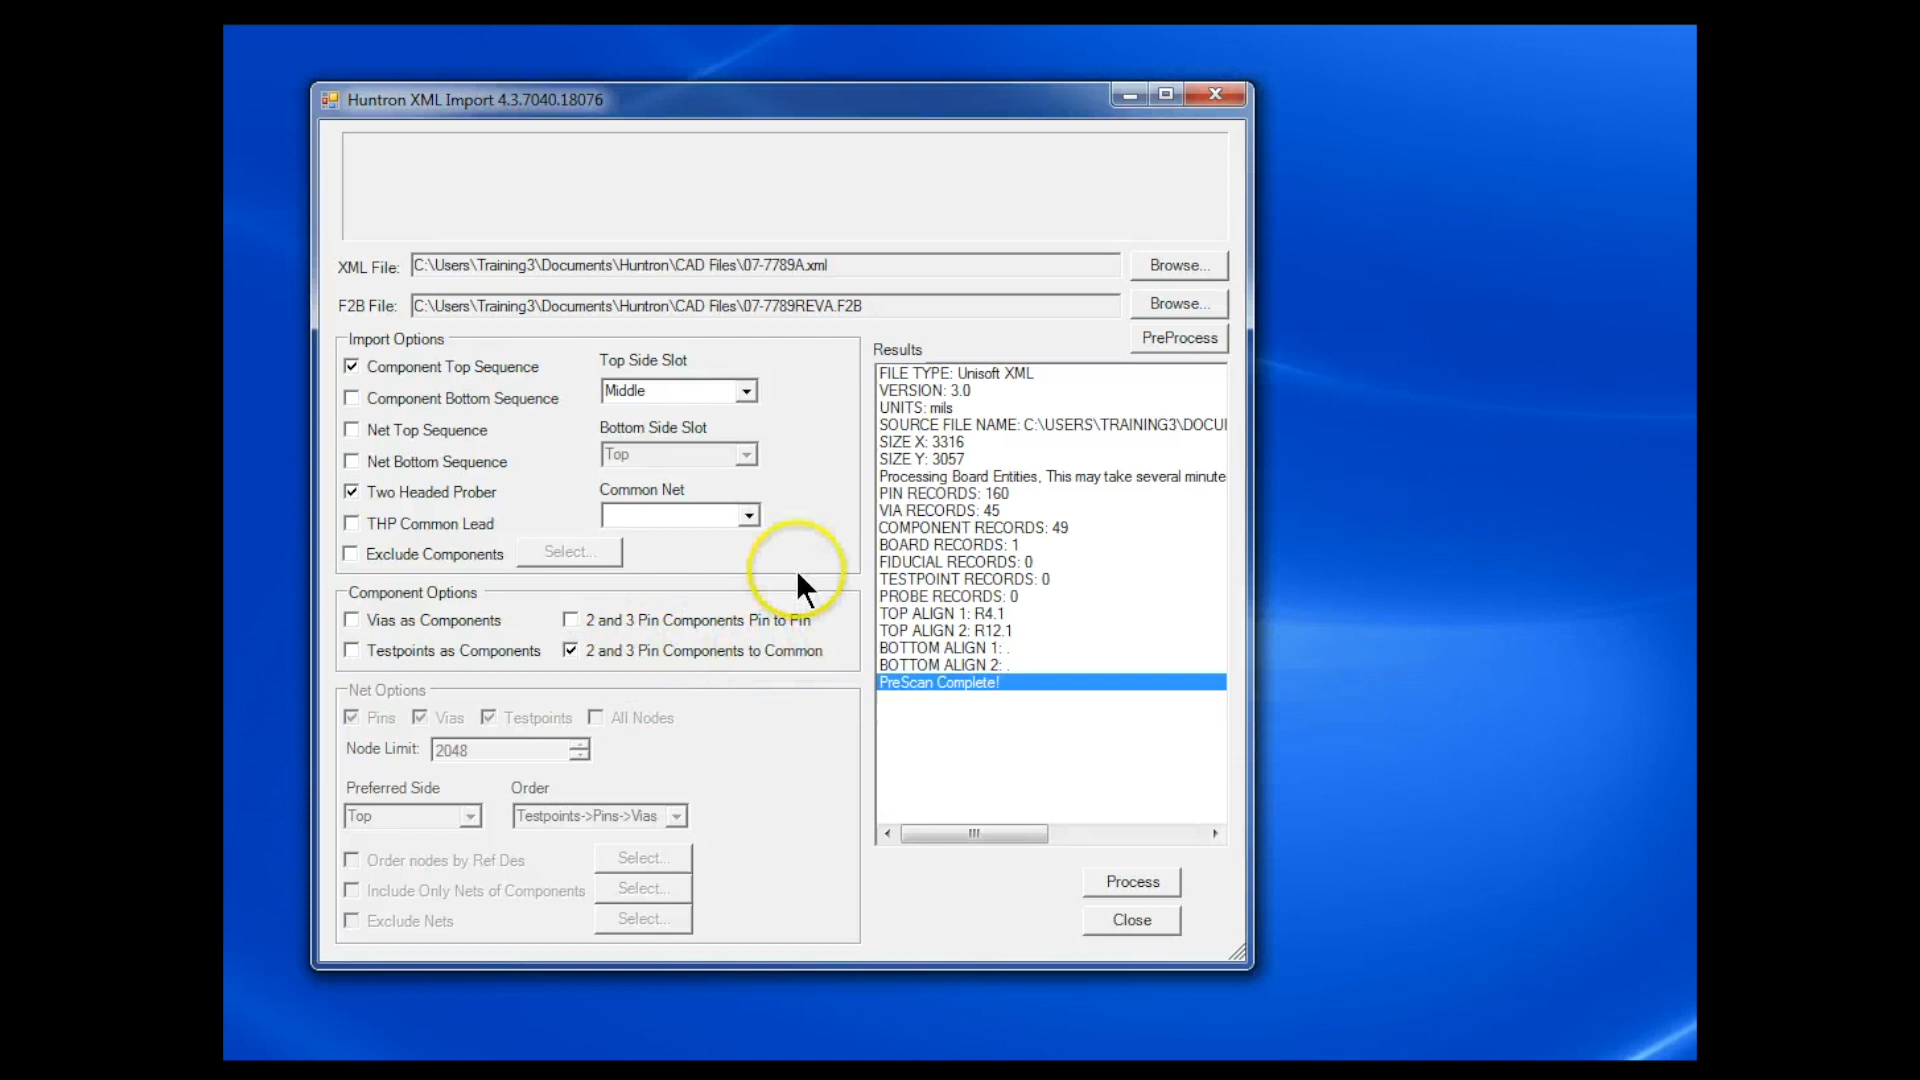 Huntron XML Import 4.3.7040.18076
XML File: C:\Users\Training3\Documents\Huntron\CAD Files\07-7789A.xml Browse...
F2B File: C:\Users\Training3\Documents\Huntron\CAD Files\07-7789REVA.F2B Browse...
PreProcess
Import Options
Component Top Sequence
Component Bottom Sequence
Net Top Sequence
Net Bottom Sequence
Two Headed Prober
THP Common Lead
Exclude Components Select...
Top Side Slot
Middle
Bottom Side Slot
Top
Common Net
Component Options
Vias as Components 2 and 3 Pin Components Pin to Pin
Testpoints as Components 2 and 3 Pin Components to Common
Net Options
Pins Vias Testpoints All Nodes
Node Limit: 2048
Preferred Side Order
Top Testpoints->Pins->Vias
Order nodes by Ref Des Select...
Include Only Nets of Components Select...
Exclude Nets Select...
Results
FILE TYPE: Unisoft XML
VERSION: 3.0
UNITS: mils
SOURCE FILE NAME: C:\USERS\TRAINING3\DOCU
SIZE X: 3316
SIZE Y: 3057
Processing Board Entities, This may take several minute
PIN RECORDS: 160
VIA RECORDS: 45
COMPONENT RECORDS: 49
BOARD RECORDS: 1
FIDUCIAL RECORDS: 0
TESTPOINT RECORDS: 0
PROBE RECORDS: 0
TOP ALIGN 1: R4.1
TOP ALIGN 2: R12.1
BOTTOM ALIGN 1: .
BOTTOM ALIGN 2: .
PreScan Complete!
Process
Close